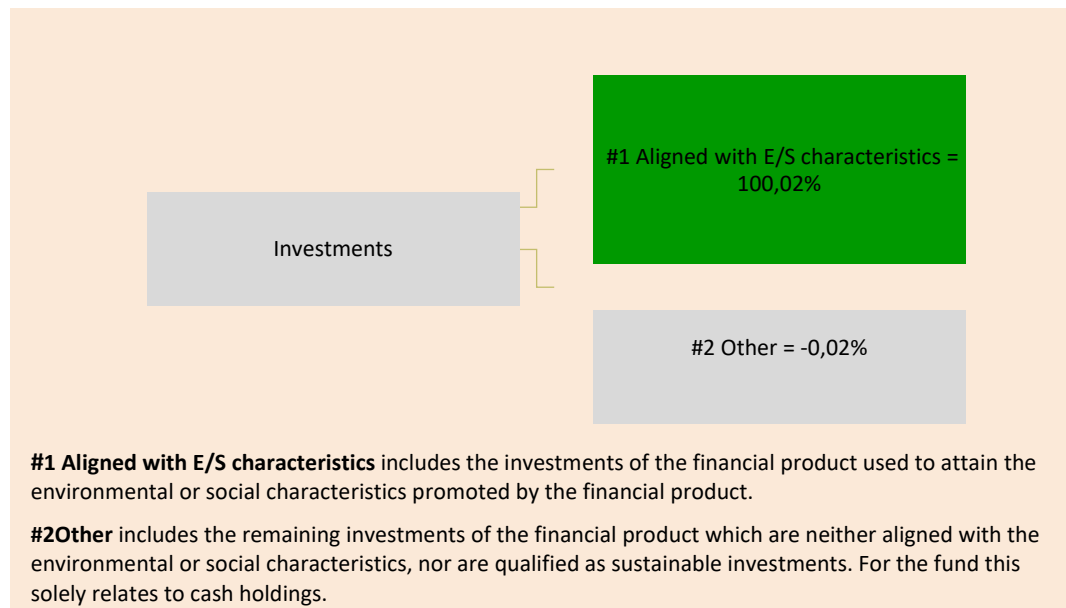 #1 Aligned with E/S characteristics =
100,02%
Investments
#2 Other = -0,02%
#1 Aligned with E/S characteristics includes the investments of the financial product used to attain the
environmental or social characteristics promoted by the financial product.
#2Other includes the remaining investments of the financial product which are neither aligned with the
environmental or social characteristics, nor are qualified as sustainable investments. For the fund this
solely relates to cash holdings.